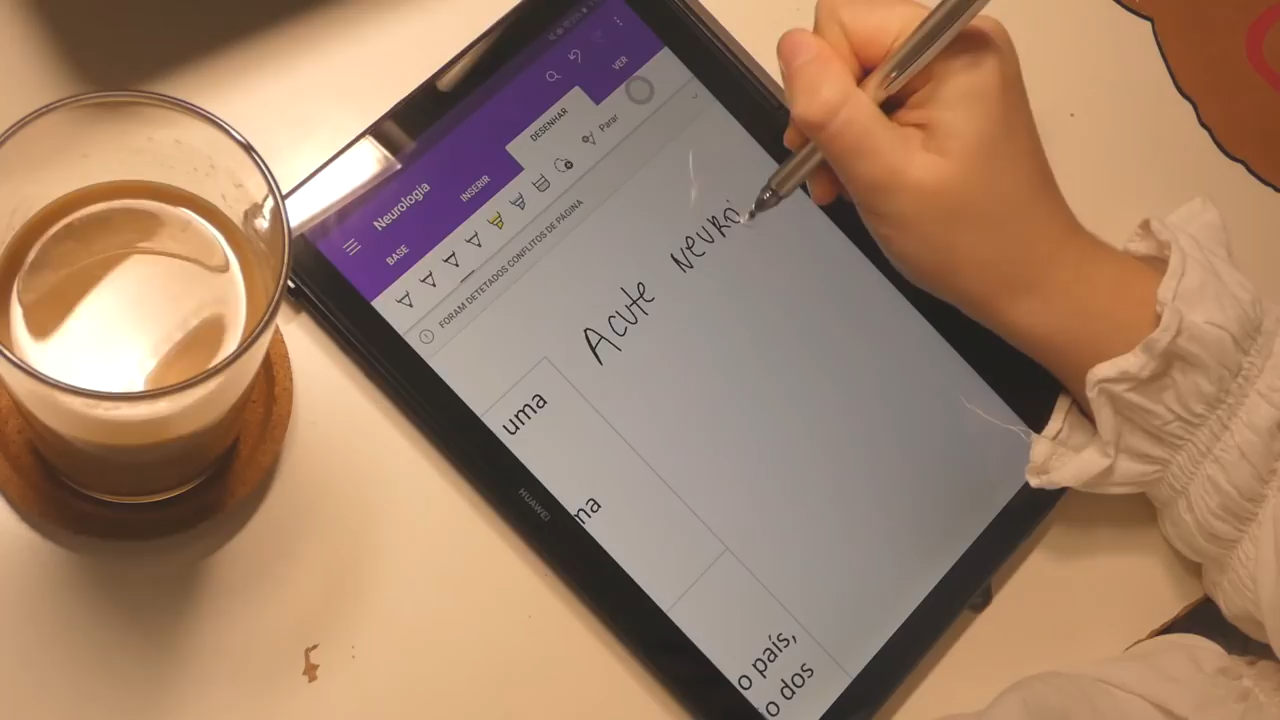 Neurologia
BASE
INSERIR
DESENHAR
VER
Parar
FORAM DETETADOS CONFLITOS DE PÁGINA
Acute neuro
uma
na
o país,
o dos
HUAWEI